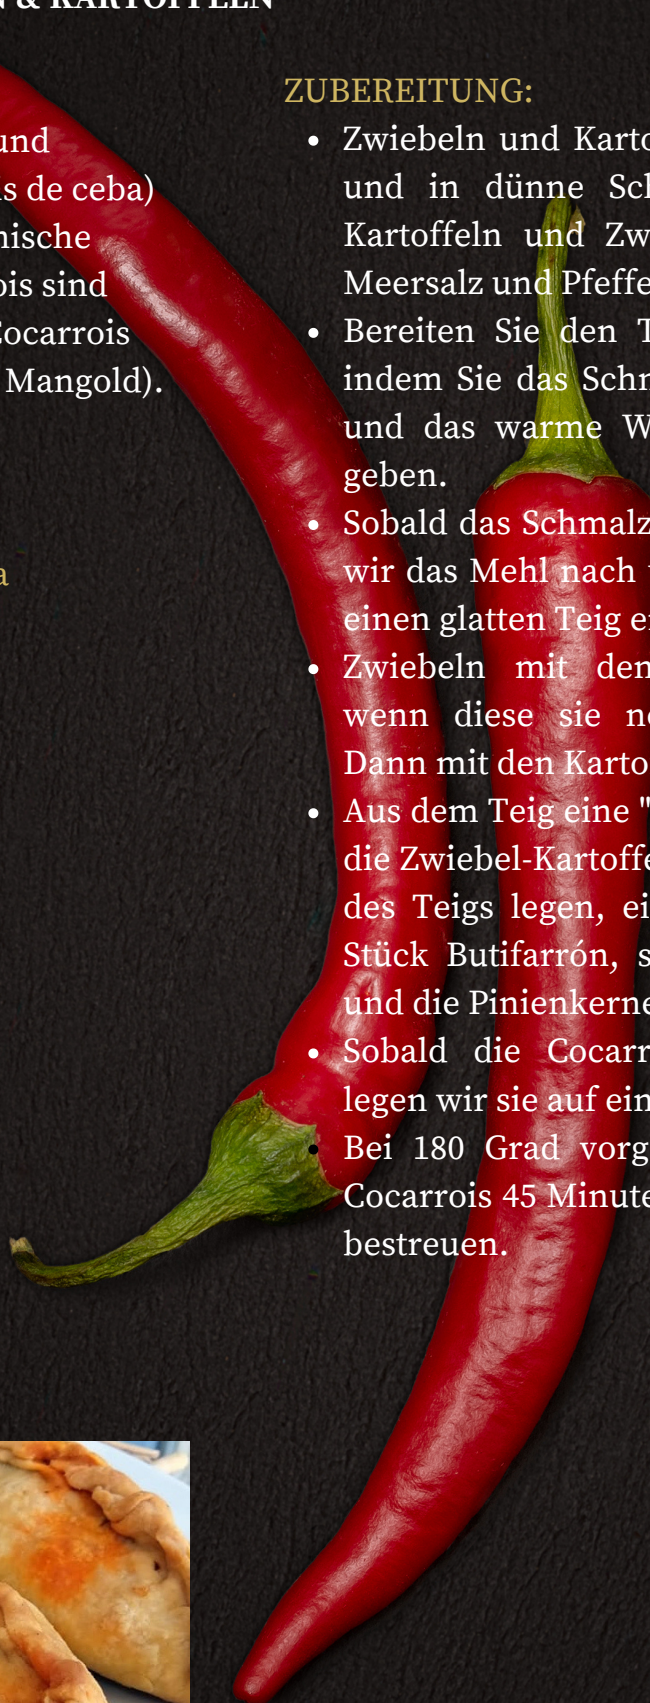 & KARTOFFELN
und
de ceba)
sind
Cocarrois
Mangold).
a
ZUBEREITUNG:
• Zwiebeln und Karto
und in dünne Sch
Kartoffeln und Zw
Meersalz und Pfeffe
• Bereiten Sie den T
indem Sie das Schm
und das warme W
geben.
• Sobald das Schmalz
wir das Mehl nach
einen glatten Teig e
• Zwiebeln mit den
wenn diese sie n
Dann mit den Karto
• Aus dem Teig eine "
die Zwiebel-Kartoffe
des Teigs legen, ei
Stück Butifarrón, s
und die Pinienkerne
• Sobald die Cocarr
legen wir sie auf ein
• Bei 180 Grad vorg
Cocarrois 45 Minute
bestreuen.